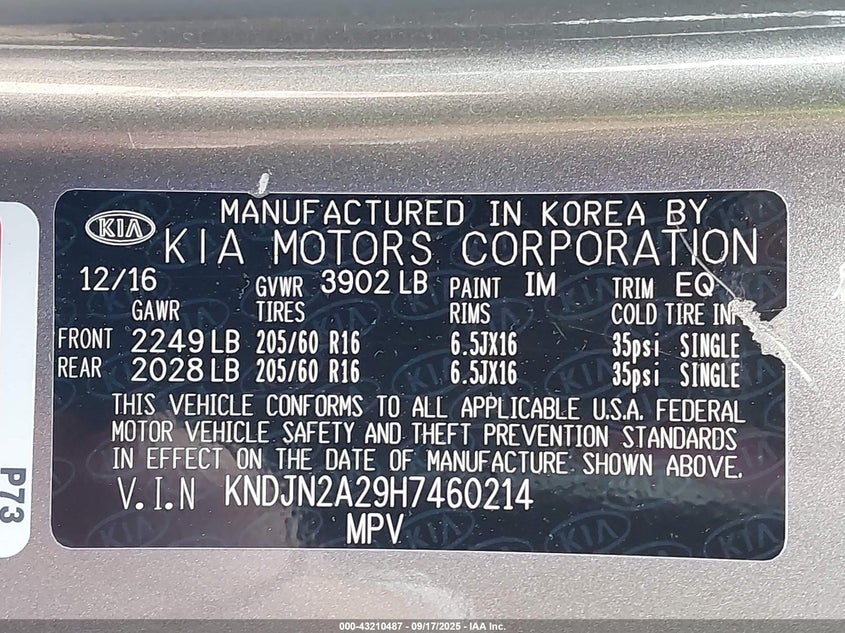 MANUFACTURED IN KOREA BY
KIA KIA MOTORS CORPORATION
12/16 GVWR 3902 LB PAINT IM TRIM EQ
GAWR TIRES RIMS COLD TIRE INF
FRONT 2249 LB 205/60 R16 6.5JX16 35psi SINGLE
REAR 2028 LB 205/60 R16 6.5JX16 35psi SINGLE
THIS VEHICLE CONFORMS TO ALL APPLICABLE U.S.A. FEDERAL
MOTOR VEHICLE SAFETY AND THEFT PREVENTION STANDARDS
IN EFFECT ON THE DATE OF MANUFACTURE SHOWN ABOVE.
V.I.N KNDJN2A29H7460214
MPV
P73
000-43210487 - 09/17/2025 - IAA Inc.